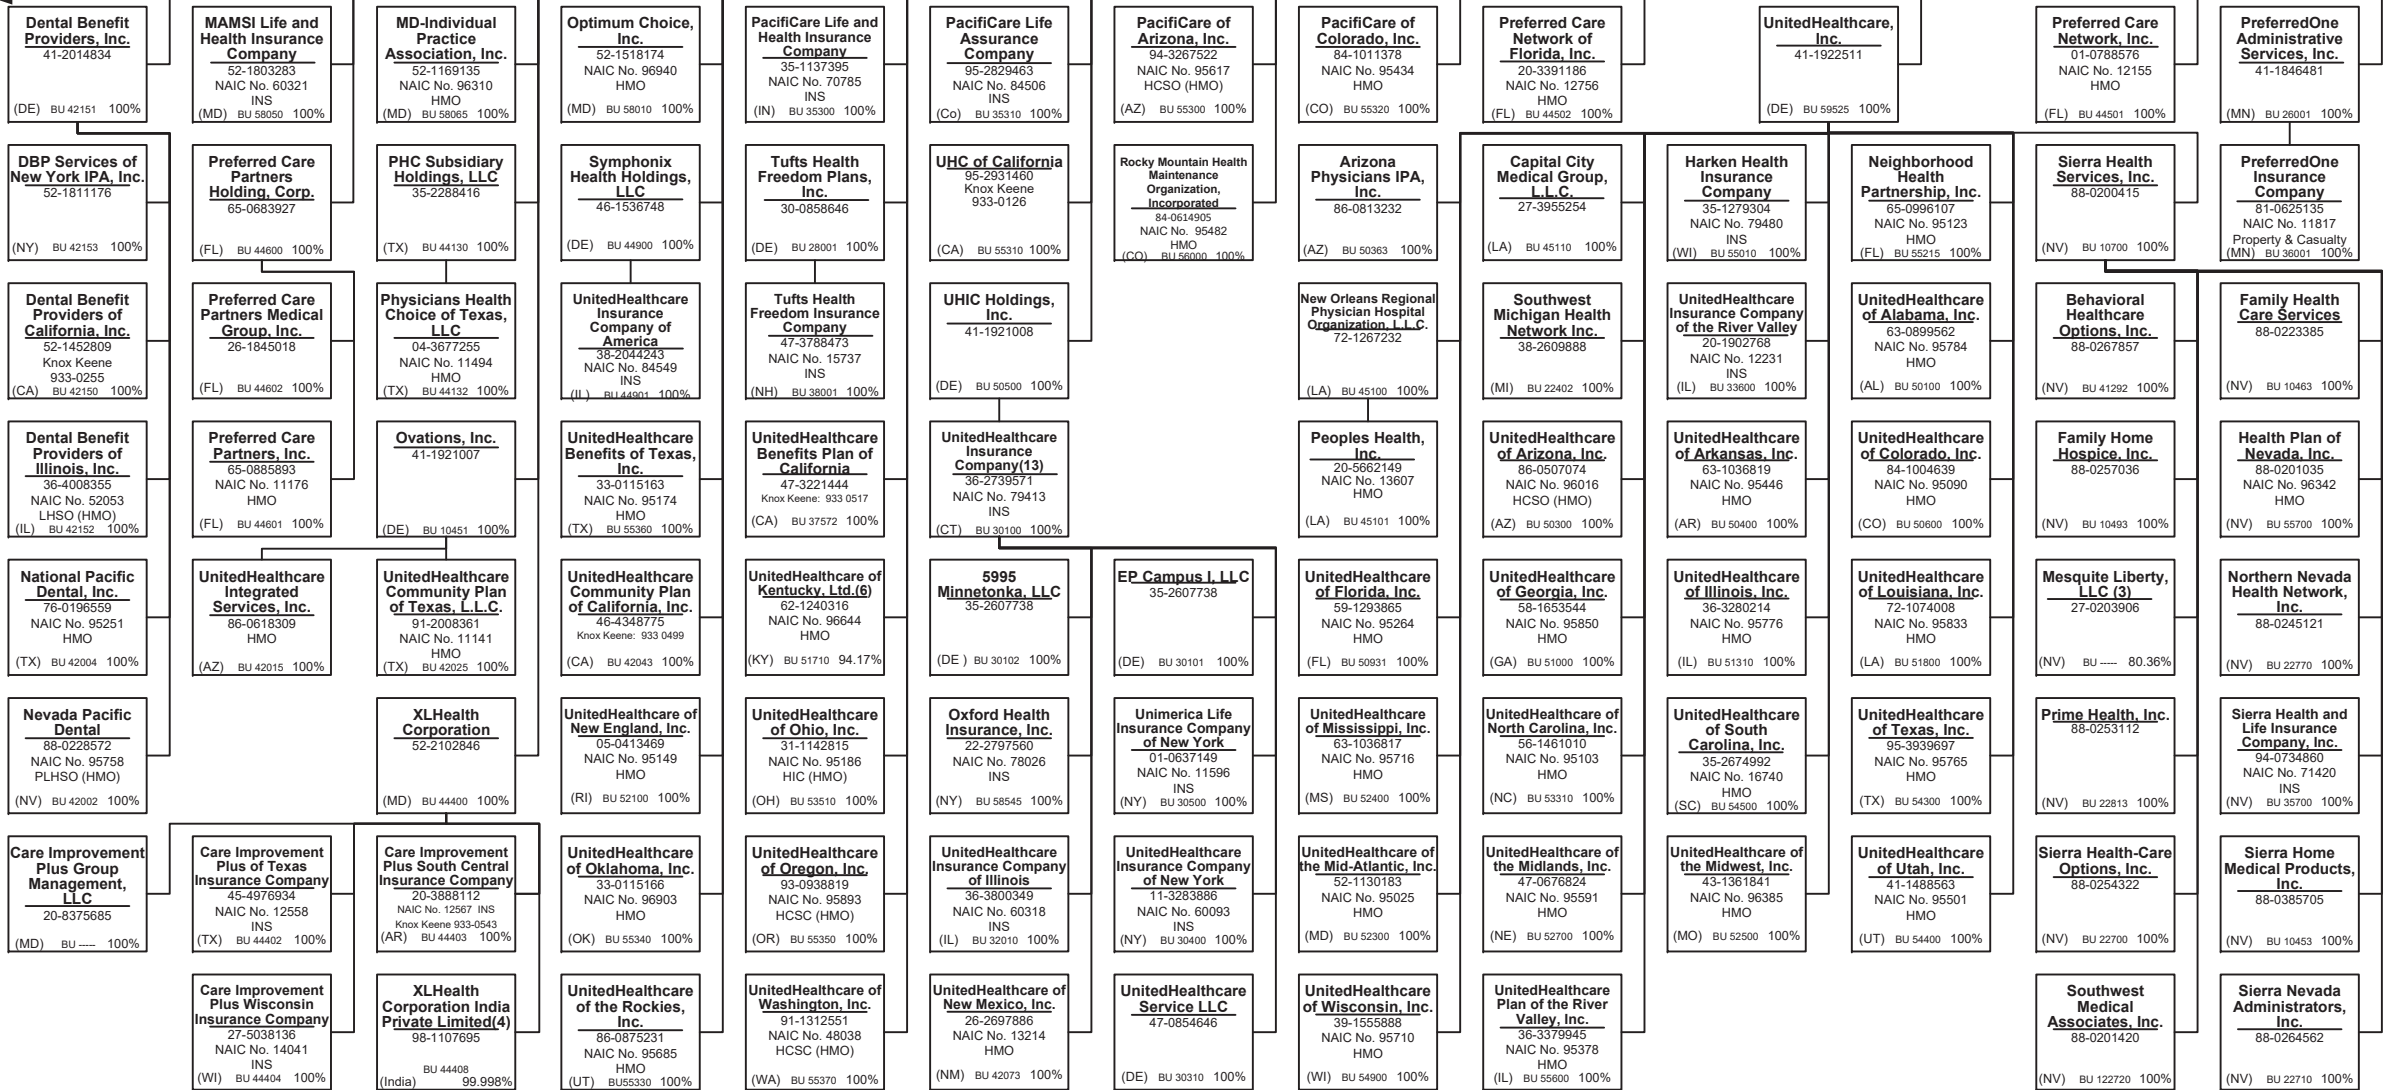 Dental Benefit
Providers, Inc.
41-2014834
(DE) BU 42151 100%
MAMSI Life and
Health Insurance
Company
52-1803283
NAIC No. 60321
INS
(MD) BU 58050 100%
MD-Individual
Practice
Association, Inc.
52-1169135
NAIC No. 96310
HMO
(MD) BU 58065 100%
Optimum Choice,
Inc.
52-1518174
NAIC No. 96940
HMO
(MD) BU 58010 100%
PacifiCare Life and
Health Insurance
Company
35-1137395
NAIC No. 70785
INS
(IN) BU 35300 100%
PacifiCare Life
Assurance
Company
95-2829463
NAIC No. 84506
INS
(Co) BU 35310 100%
PacifiCare of
Arizona, Inc.
94-3267522
NAIC No. 95617
HCSO (HMO)
(AZ) BU 55300 100%
PacifiCare of
Colorado, Inc.
84-1011378
NAIC No. 95434
HMO
(CO) BU 55320 100%
Preferred Care
Network of
Florida, Inc.
20-3391186
NAIC No. 12756
HMO
(FL) BU 44502 100%
UnitedHealthcare,
Inc.
41-1922511
(DE) BU 59525 100%
Preferred Care
Network, Inc.
01-0788576
NAIC No. 12155
HMO
(FL) BU 44501 100%
PreferredOne
Administrative
Services, Inc.
41-1846481
(MN) BU 26001 100%
DBP Services of
New York IPA, Inc.
52-1811176
(NY) BU 42153 100%
Preferred Care
Partners
Holding, Corp.
65-0683927
(FL) BU 44600 100%
PHC Subsidiary
Holdings, LLC
35-2288416
(TX) BU 44130 100%
Symphonix
Health Holdings,
LLC
46-1536748
(DE) BU 44900 100%
Tufts Health
Freedom Plans,
Inc.
30-0858646
(DE) BU 28001 100%
UHC of California
95-2931460
Knox Keene
933-0126
(CA) BU 55310 100%
Rocky Mountain Health
Maintenance
Organization,
Incorporated
84-0614905
NAIC No. 95482
HMO
(CO) BU 56000 100%
Arizona
Physicians IPA,
Inc.
86-0813232
(AZ) BU 50363 100%
Capital City
Medical Group,
L.L.C.
27-3955254
(LA) BU 45110 100%
Harken Health
Insurance
Company
35-1279304
NAIC No. 79480
INS
(WI) BU 55010 100%
Neighborhood
Health
Partnership, Inc.
65-0996107
NAIC No. 95123
HMO
(FL) BU 55215 100%
Sierra Health
Services, Inc.
88-0200415
(NV) BU 10700 100%
PreferredOne
Insurance
Company
81-0625135
NAIC No. 11817
Property & Casualty
(MN) BU 36001 100%
Dental Benefit
Providers of
California, Inc.
52-1452809
Knox Keene
933-0255
(CA) BU 42150 100%
Preferred Care
Partners Medical
Group, Inc.
26-1845018
(FL) BU 44602 100%
Physicians Health
Choice of Texas,
LLC
04-3677255
NAIC No. 11494
HMO
(TX) BU 44132 100%
UnitedHealthcare
Insurance
Company of
America
38-2044243
NAIC No. 84549
INS
(IL) BU 44901 100%
Tufts Health
Freedom Insurance
Company
47-3788473
NAIC No. 15737
INS
(NH) BU 38001 100%
UHIC Holdings,
Inc.
41-1921008
(DE) BU 50500 100%
New Orleans Regional
Physician Hospital
Organization, L.L.C.
72-1267232
(LA) BU 45100 100%
Southwest
Michigan Health
Network Inc.
38-2609888
(MI) BU 22402 100%
UnitedHealthcare
Insurance Company
of the River Valley
20-1902768
NAIC No. 12231
INS
(IL) BU 33600 100%
UnitedHealthcare
of Alabama, Inc.
63-0899562
NAIC No. 95784
HMO
(AL) BU 50100 100%
Behavioral
Healthcare
Options, Inc.
88-0267857
(NV) BU 41292 100%
Family Health
Care Services
88-0223385
(NV) BU 10463 100%
Dental Benefit
Providers of
Illinois, Inc.
36-4008355
NAIC No. 52053
LHSO (HMO)
(IL) BU 42152 100%
Preferred Care
Partners, Inc.
65-0885893
NAIC No. 11176
HMO
(FL) BU 44601 100%
Ovations, Inc.
41-1921007
(DE) BU 10451 100%
UnitedHealthcare
Benefits of Texas,
Inc.
33-0115163
NAIC No. 95174
HMO
(TX) BU 55360 100%
UnitedHealthcare
Benefits Plan of
California
47-3221444
Knox Keene: 933 0517
(CA) BU 37572 100%
UnitedHealthcare
Insurance
Company(13)
36-2739571
NAIC No. 79413
INS
(CT) BU 30100 100%
Peoples Health,
Inc.
20-5662149
NAIC No. 13607
HMO
(LA) BU 45101 100%
UnitedHealthcare
of Arizona, Inc.
86-0507074
NAIC No. 96016
HCSO (HMO)
(AZ) BU 50300 100%
UnitedHealthcare
of Arkansas, Inc.
63-1036819
NAIC No. 95446
HMO
(AR) BU 50400 100%
UnitedHealthcare
of Colorado, Inc.
84-1004639
NAIC No. 95090
HMO
(CO) BU 50600 100%
Family Home
Hospice, Inc.
88-0257036
(NV) BU 10493 100%
Health Plan of
Nevada, Inc.
88-0201035
NAIC No. 96342
HMO
(NV) BU 55700 100%
National Pacific
Dental, Inc.
76-0196559
NAIC No. 95251
HMO
(TX) BU 42004 100%
UnitedHealthcare
Integrated
Services, Inc.
86-0618309
HMO
(AZ) BU 42015 100%
UnitedHealthcare
Community Plan
of Texas, L.L.C.
91-2008361
NAIC No. 11141
HMO
(TX) BU 42025 100%
UnitedHealthcare
Community Plan
of California, Inc.
46-4348775
Knox Keene: 933 0499
(CA) BU 42043 100%
UnitedHealthcare of
Kentucky, Ltd.(6)
62-1240316
NAIC No. 96644
HMO
(KY) BU 51710 94.17%
5995
Minnetonka, LLC
35-2607738
(DE ) BU 30102 100%
EP Campus I, LLC
35-2607738
(DE) BU 30101 100%
UnitedHealthcare
of Florida, Inc.
59-1293865
NAIC No. 95264
HMO
(FL) BU 50931 100%
UnitedHealthcare
of Georgia, Inc.
58-1653544
NAIC No. 95850
HMO
(GA) BU 51000 100%
UnitedHealthcare
of Illinois, Inc.
36-3280214
NAIC No. 95776
HMO
(IL) BU 51310 100%
UnitedHealthcare
of Louisiana, Inc.
72-1074008
NAIC No. 95833
HMO
(LA) BU 51800 100%
Mesquite Liberty,
LLC (3)
27-0203906
(NV) BU ----- 80.36%
Northern Nevada
Health Network,
Inc.
88-0245121
(NV) BU 22770 100%
Nevada Pacific
Dental
88-0228572
NAIC No. 95758
PLHSO (HMO)
(NV) BU 42002 100%
XLHealth
Corporation
52-2102846
(MD) BU 44400 100%
UnitedHealthcare of
New England, Inc.
05-0413469
NAIC No. 95149
HMO
(RI) BU 52100 100%
UnitedHealthcare
of Ohio, Inc.
31-1142815
NAIC No. 95186
HIC (HMO)
(OH) BU 53510 100%
Oxford Health
Insurance, Inc.
22-2797560
NAIC No. 78026
INS
(NY) BU 58545 100%
Unimerica Life
Insurance Company
of New York
01-0637149
NAIC No. 11596
INS
(NY) BU 30500 100%
UnitedHealthcare
of Mississippi, Inc.
63-1036817
NAIC No. 95716
HMO
(MS) BU 52400 100%
UnitedHealthcare of
North Carolina, Inc.
56-1461010
NAIC No. 95103
HMO
(NC) BU 53310 100%
UnitedHealthcare
of South
Carolina, Inc.
35-2674992
NAIC No. 16740
HMO
(SC) BU 54500 100%
UnitedHealthcare
of Texas, Inc.
95-3939697
NAIC No. 95765
HMO
(TX) BU 54300 100%
Prime Health, Inc.
88-0253112
(NV) BU 22813 100%
Sierra Health and
Life Insurance
Company, Inc.
94-0734860
NAIC No. 71420
INS
(NV) BU 35700 100%
Care Improvement
Plus Group
Management,
LLC
20-8375685
(MD) BU ----- 100%
Care Improvement
Plus of Texas
Insurance Company
45-4976934
NAIC No. 12558
INS
(TX) BU 44402 100%
Care Improvement
Plus South Central
Insurance Company
20-3888112
NAIC No. 12567 INS
Knox Keene 933-0543
(AR) BU 44403 100%
UnitedHealthcare
of Oklahoma, Inc.
33-0115166
NAIC No. 96903
HMO
(OK) BU 55340 100%
UnitedHealthcare
of Oregon, Inc.
93-0938819
NAIC No. 95893
HCSC (HMO)
(OR) BU 55350 100%
UnitedHealthcare
Insurance Company
of Illinois
36-3800349
NAIC No. 60318
INS
(IL) BU 32010 100%
UnitedHealthcare
Insurance Company
of New York
11-3283886
NAIC No. 60093
INS
(NY) BU 30400 100%
UnitedHealthcare of
the Mid-Atlantic, Inc.
52-1130183
NAIC No. 95025
HMO
(MD) BU 52300 100%
UnitedHealthcare of
the Midlands, Inc.
47-0676824
NAIC No. 95591
HMO
(NE) BU 52700 100%
UnitedHealthcare of
the Midwest, Inc.
43-1361841
NAIC No. 96385
HMO
(MO) BU 52500 100%
UnitedHealthcare
of Utah, Inc.
41-1488563
NAIC No. 95501
HMO
(UT) BU 54400 100%
Sierra Health-Care
Options, Inc.
88-0254322
(NV) BU 22700 100%
Sierra Home
Medical Products,
Inc.
88-0385705
(NV) BU 10453 100%
Care Improvement
Plus Wisconsin
Insurance Company
27-5038136
NAIC No. 14041
INS
(WI) BU 44404 100%
XLHealth
Corporation India
Private Limited(4)
98-1107695
BU 44408
(India) 99.998%
UnitedHealthcare
of the Rockies,
Inc.
86-0875231
NAIC No. 95685
HMO
(UT) BU55330 100%
UnitedHealthcare of
Washington, Inc.
91-1312551
NAIC No. 48038
HCSC (HMO)
(WA) BU 55370 100%
UnitedHealthcare of
New Mexico, Inc.
26-2697886
NAIC No. 13214
HMO
(NM) BU 42073 100%
UnitedHealthcare
Service LLC
47-0854646
(DE) BU 30310 100%
UnitedHealthcare
of Wisconsin, Inc.
39-1555888
NAIC No. 95710
HMO
(WI) BU 54900 100%
UnitedHealthcare
Plan of the River
Valley, Inc.
36-3379945
NAIC No. 95378
HMO
(IL) BU 55600 100%
Southwest
Medical
Associates, Inc.
88-0201420
(NV) BU 122720 100%
Sierra Nevada
Administrators,
Inc.
88-0264562
(NV) BU 22710 100%